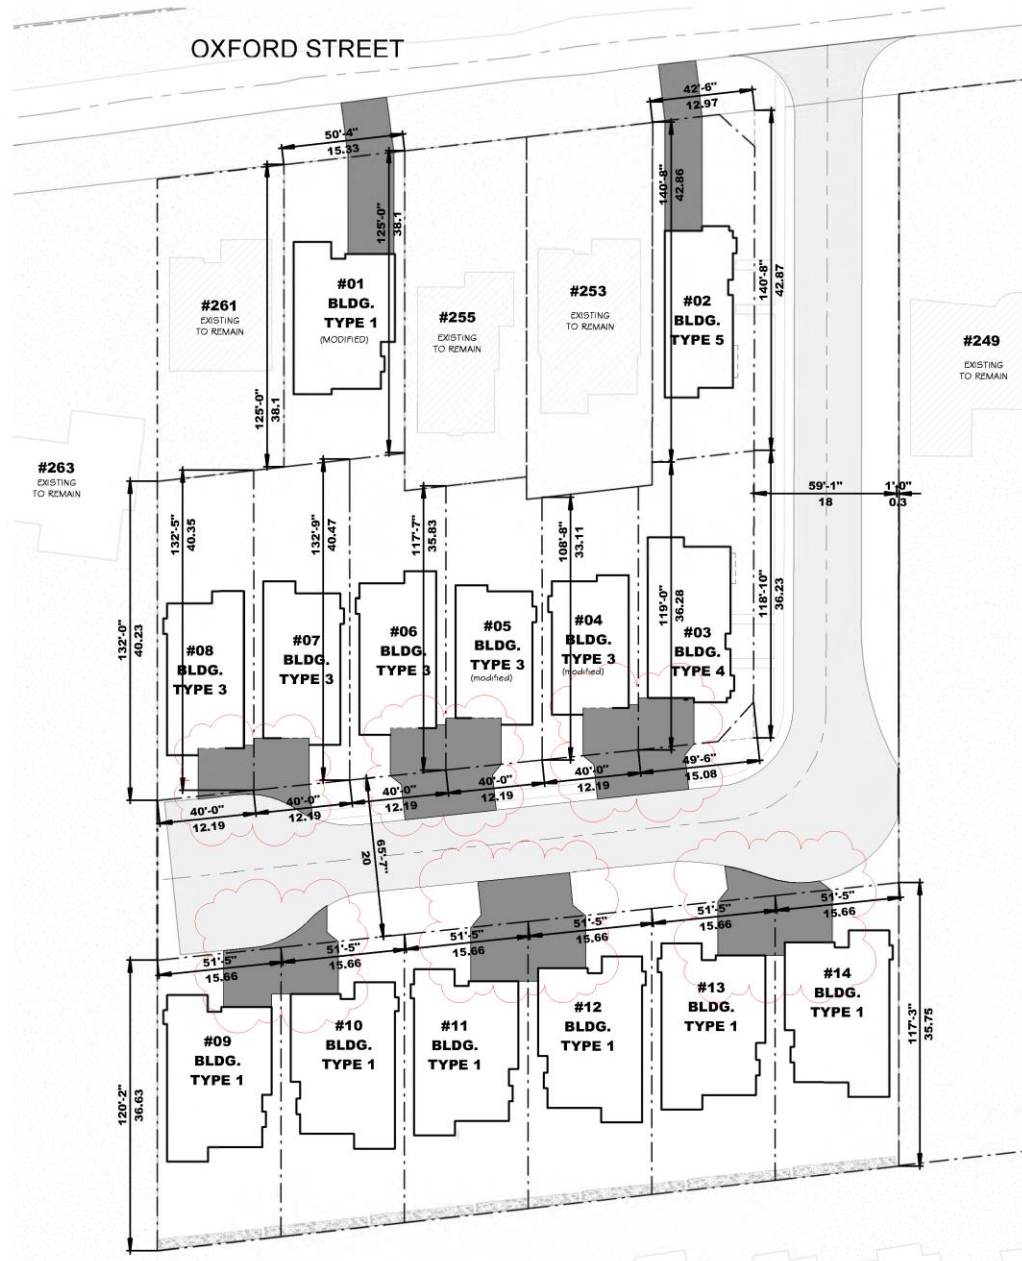 OXFORD STREET
42'-6"
12.97
50'-4"
15.33
140'-8"
42.86
125'-0"
38.1
140'-8"
42.87
#261
EXISTING
TO REMAIN
#01
BLDG.
TYPE 1
(MODIFIED)
#255
EXISTING
TO REMAIN
#253
EXISTING
TO REMAIN
#02
BLDG.
TYPE 5
#249
EXISTING
TO REMAIN
125'-0"
38.1
#263
EXISTING
TO REMAIN
59'-1"
18
1'-0"
0.3
132'-5"
40.35
132'-9"
40.47
117'-7"
35.83
108'-8"
33.11
119'-0"
36.28
118'-10"
36.23
132'-0"
40.23
#08
BLDG.
TYPE 3
#07
BLDG.
TYPE 3
#06
BLDG.
TYPE 3
#05
BLDG.
TYPE 3
(modified)
#04
BLDG.
TYPE 3
(modified)
#03
BLDG.
TYPE 4
40'-0"
12.19
40'-0"
12.19
40'-0"
12.19
40'-0"
12.19
40'-0"
12.19
49'-6"
15.08
65'-7"
20
51'-5"
15.66
51'-5"
15.66
51'-5"
15.66
51'-5"
15.66
51'-5"
15.66
51'-5"
15.66
#09
BLDG.
TYPE 1
#10
BLDG.
TYPE 1
#11
BLDG.
TYPE 1
#12
BLDG.
TYPE 1
#13
BLDG.
TYPE 1
#14
BLDG.
TYPE 1
117'-3"
35.75
120'-2"
36.63